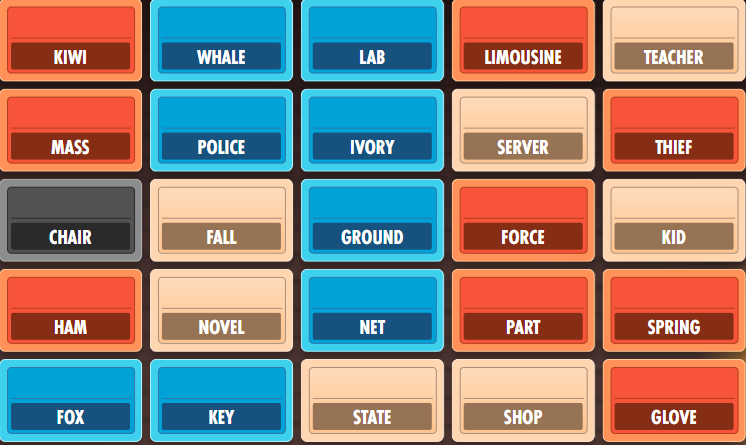 KIWI
WHALE
LAB
LIMOUSINE
TEACHER
MASS
POLICE
IVORY
SERVER
THIEF
CHAIR
FALL
GROUND
FORCE
KID
HAM
NOVEL
NET
PART
SPRING
FOX
KEY
STATE
SHOP
GLOVE